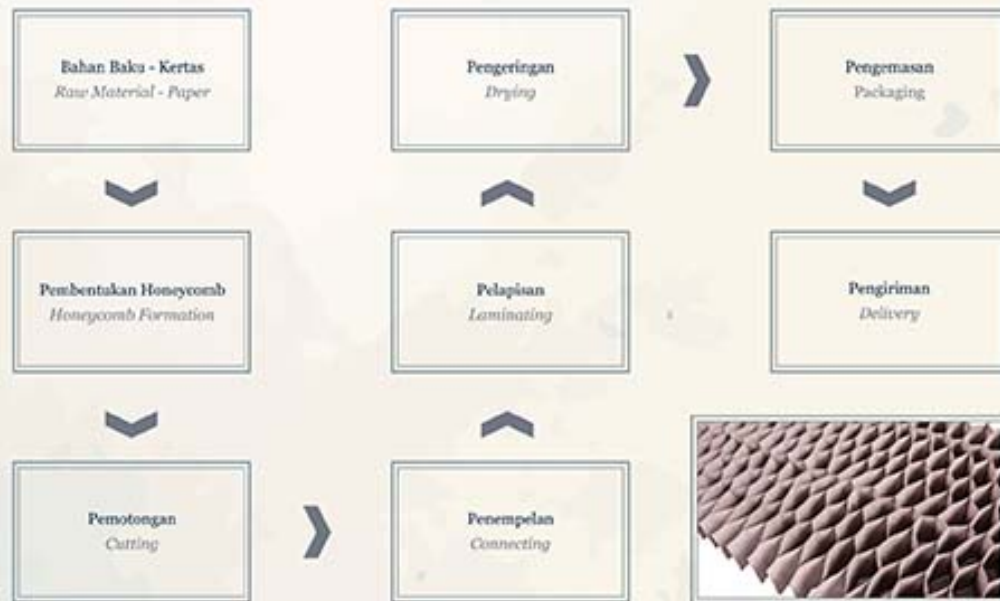 Bahan Baku - Kertas
Raw Material - Paper
Pembentukan Honeycomb
Honeycomb Formation
Pemotongan
Cutting
Penempelan
Connecting
Pelapisan
Laminating
Pengeringan
Drying
Pengemasan
Packaging
Pengiriman
Delivery